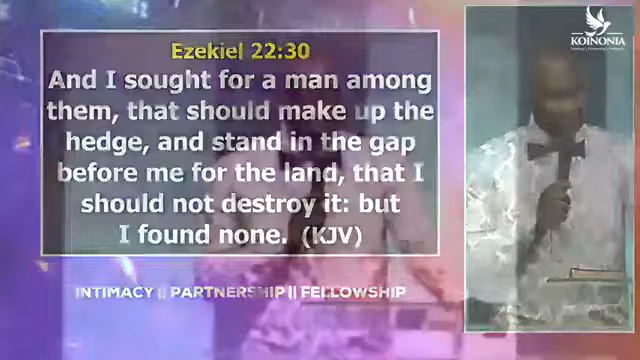 Ezekiel 22:30
And I sought for a man among
them, that should make up the
hedge, and stand in the gap
before me for the land, that I
should not destroy it: but
I found none. (KJV)
INTIMACY || PARTNERSHIP || FELLOWSHIP
KOINONIA